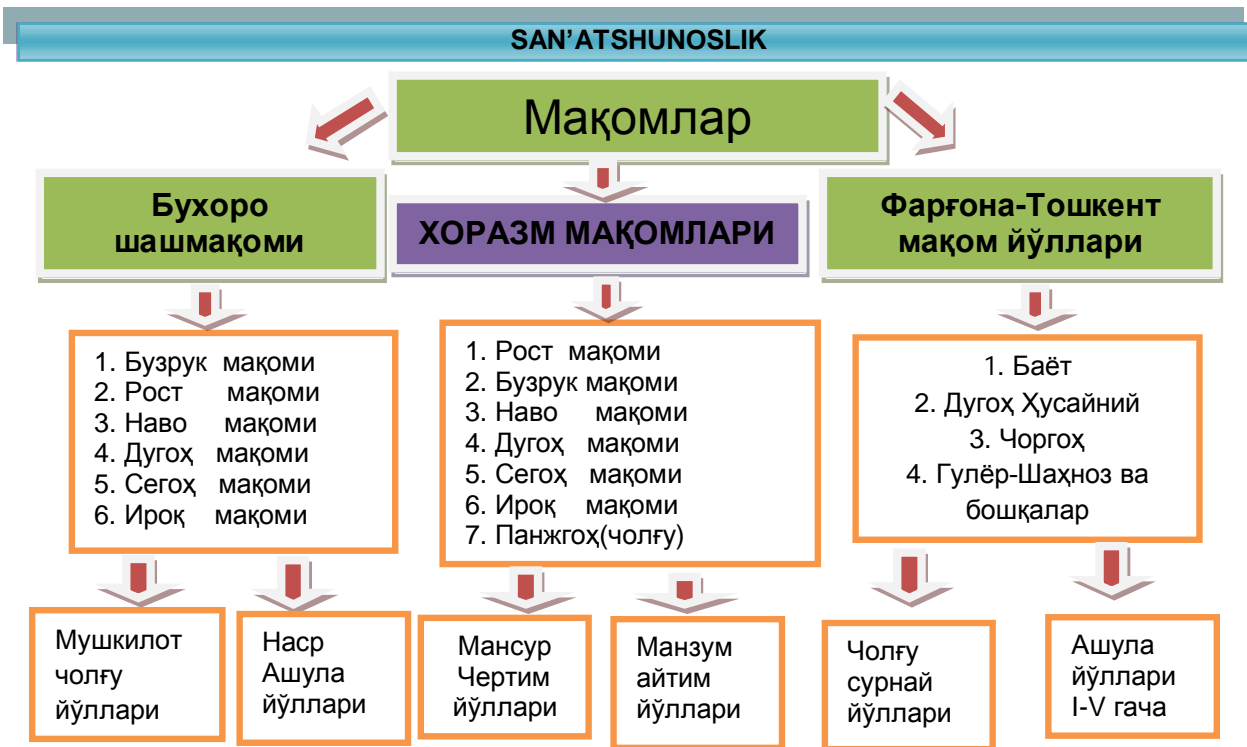 SAN’ATSHUNOSLIK
Мақомлар
Бухоро
шашмақоми
ХОРАЗМ МАҚОМЛАРИ
Фарғона-Тошкент
мақом йўллари
1. Бузрук мақоми
2. Рост мақоми
3. Наво мақоми
4. Дугоҳ мақоми
5. Сегоҳ мақоми
6. Ироқ мақоми
1. Рост мақоми
2. Бузрук мақоми
3. Наво мақоми
4. Дугоҳ мақоми
5. Сегоҳ мақоми
6. Ироқ мақоми
7. Панжгоҳ(чолғу)
1. Баёт
2. Дугоҳ Ҳусайний
3. Чоргоҳ
4. Гулёр-Шаҳноз ва
бошқалар
Мушкилот
чолғу
йўллари
Наср
Ашула
йўллари
Мансур
Чертим
йўллари
Манзум
айтим
йўллари
Чолғу
сурнай
йўллари
Ашула
йўллари
I-V гача